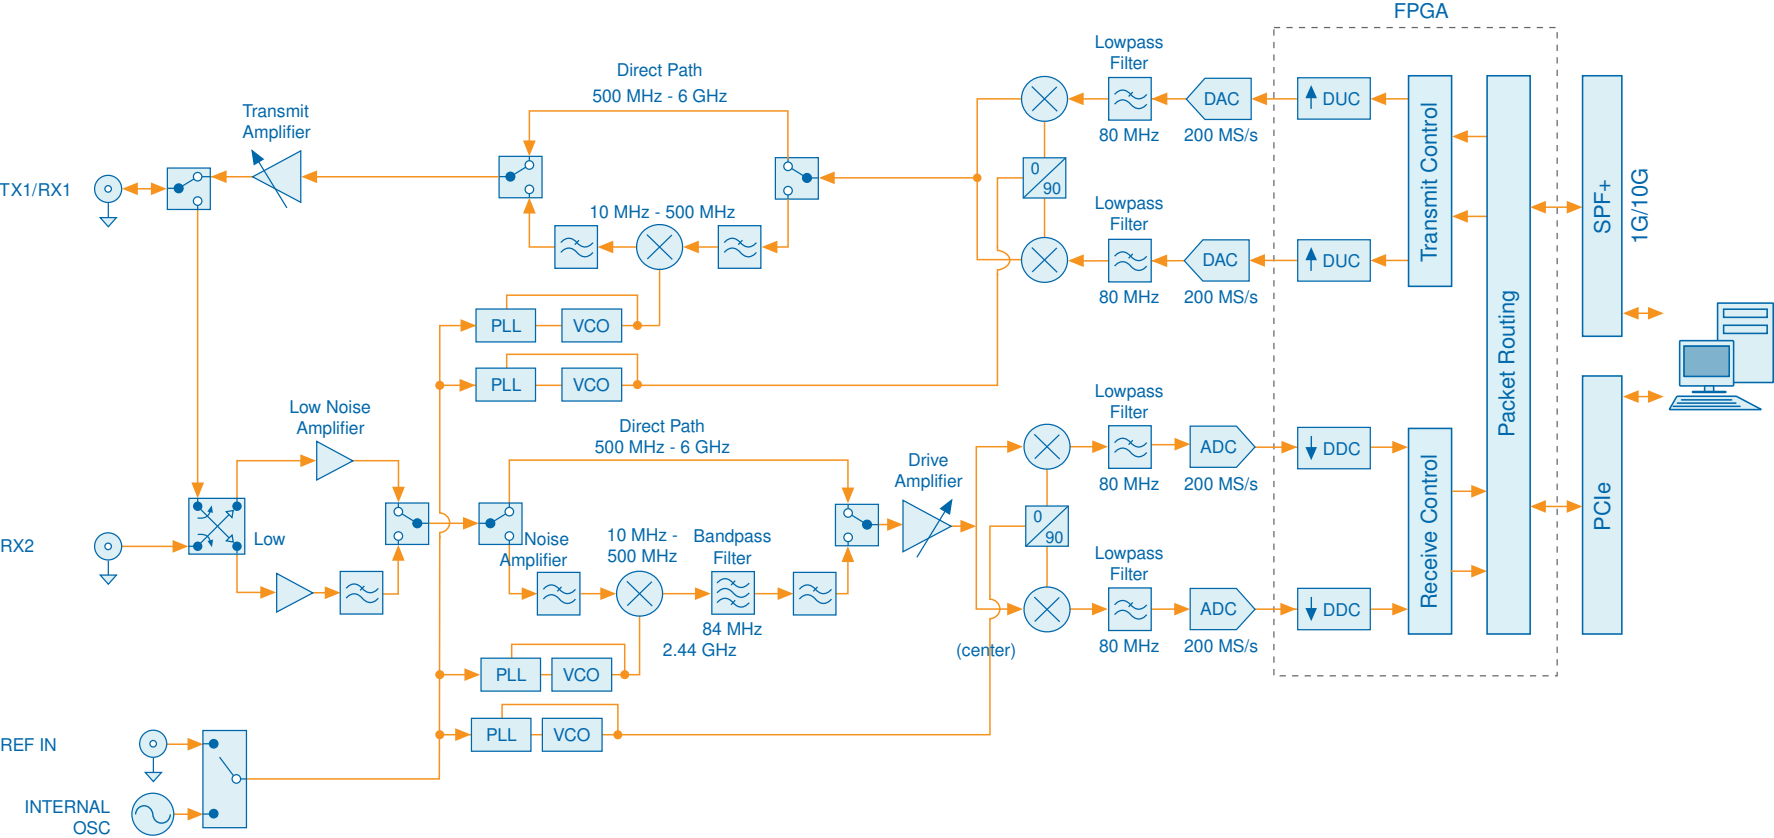 FPGA
Lowpass
Filter
80 MHz
DAC
200 MS/s
DUC
Transmit Control
Direct Path
500 MHz - 6 GHz
Transmit
Amplifier
TX1/RX1
10 MHz - 500 MHz
0
90
Lowpass
Filter
80 MHz
DAC
200 MS/s
DUC
SPF+
1G/10G
Packet Routing
PLL
VCO
PLL
VCO
Low Noise
Amplifier
Direct Path
500 MHz - 6 GHz
Drive
Amplifier
Lowpass
Filter
80 MHz
ADC
200 MS/s
DDC
Receive Control
PCIe
RX2
Low
Noise
Amplifier
10 MHz -
500 MHz
Bandpass
Filter
84 MHz
2.44 GHz
0
90
(center)
Lowpass
Filter
80 MHz
ADC
200 MS/s
DDC
PLL
VCO
PLL
VCO
REF IN
INTERNAL
OSC